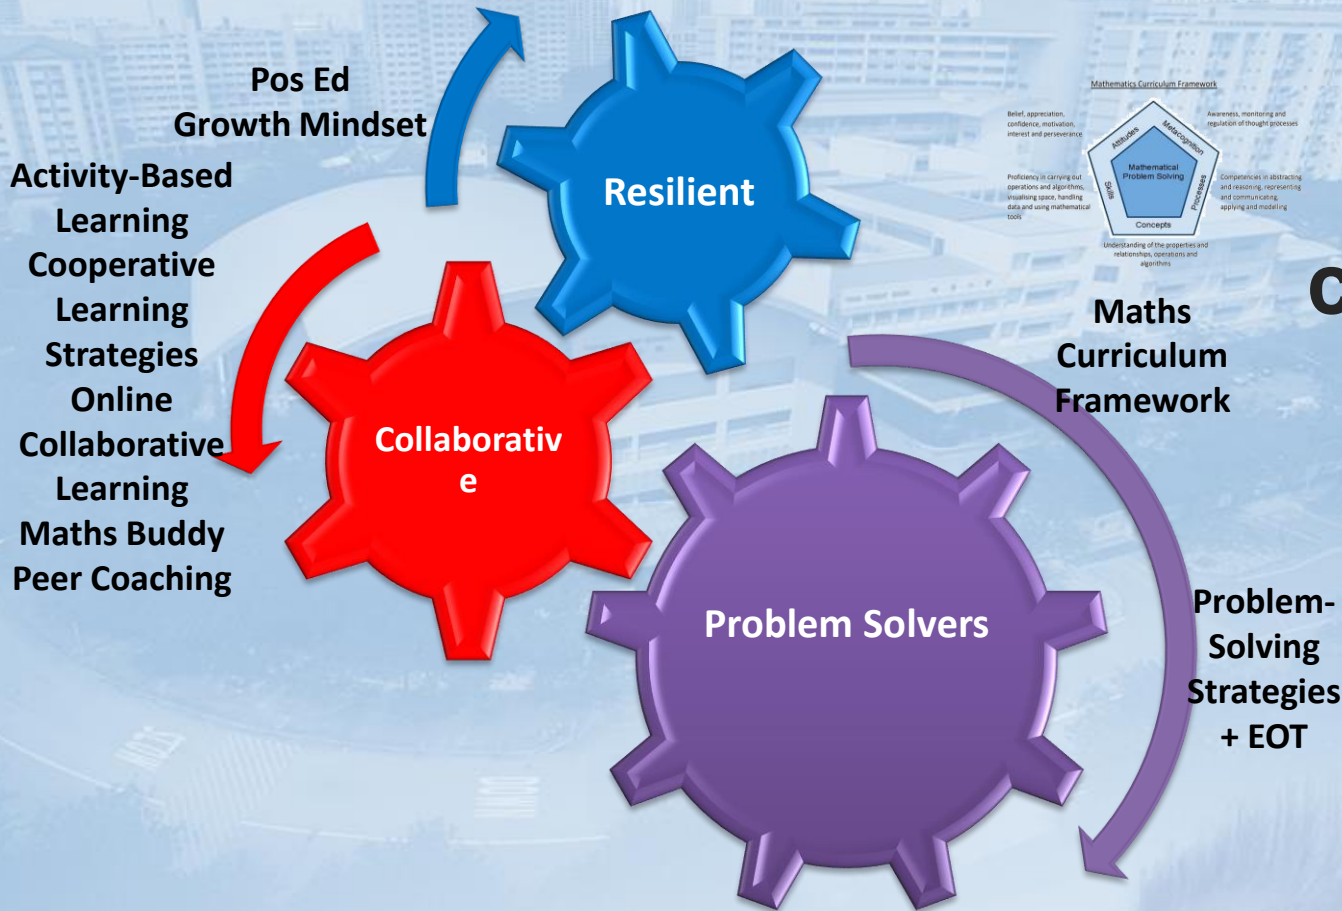 Pos Ed
Growth Mindset
Activity-Based
Learning
Cooperative
Learning
Strategies
Online
Collaborative
Learning
Maths Buddy
Peer Coaching
Resilient
Collaborativ
e
Problem Solvers
Mathematics Curriculum Framework
Belief, appreciation,
confidence, motivation,
interest and perseverance
Awareness, monitoring and
regulation of thought processes
Attitudes
Metacognition
Mathematical
Problem Solving
Skills
Processes
Concepts
Proficiency in carrying out
operations and algorithms,
visualising space, handling
data and using mathematical
tools
Competencies in abstracting
and reasoning, representing
and communicating,
applying and modelling
Understanding of the properties and
relationships, operations and
algorithms
Maths
Curriculum
Framework
c
Problem-
Solving
Strategies
+ EOT